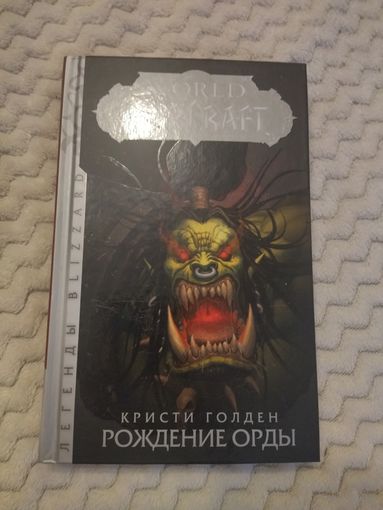 WORLD
WARCRAFT
ЛЕГЕНДЫ BLIZZARD
КРИСТИ ГОЛДЕН
РОЖДЕНИЕ ОРДЫ